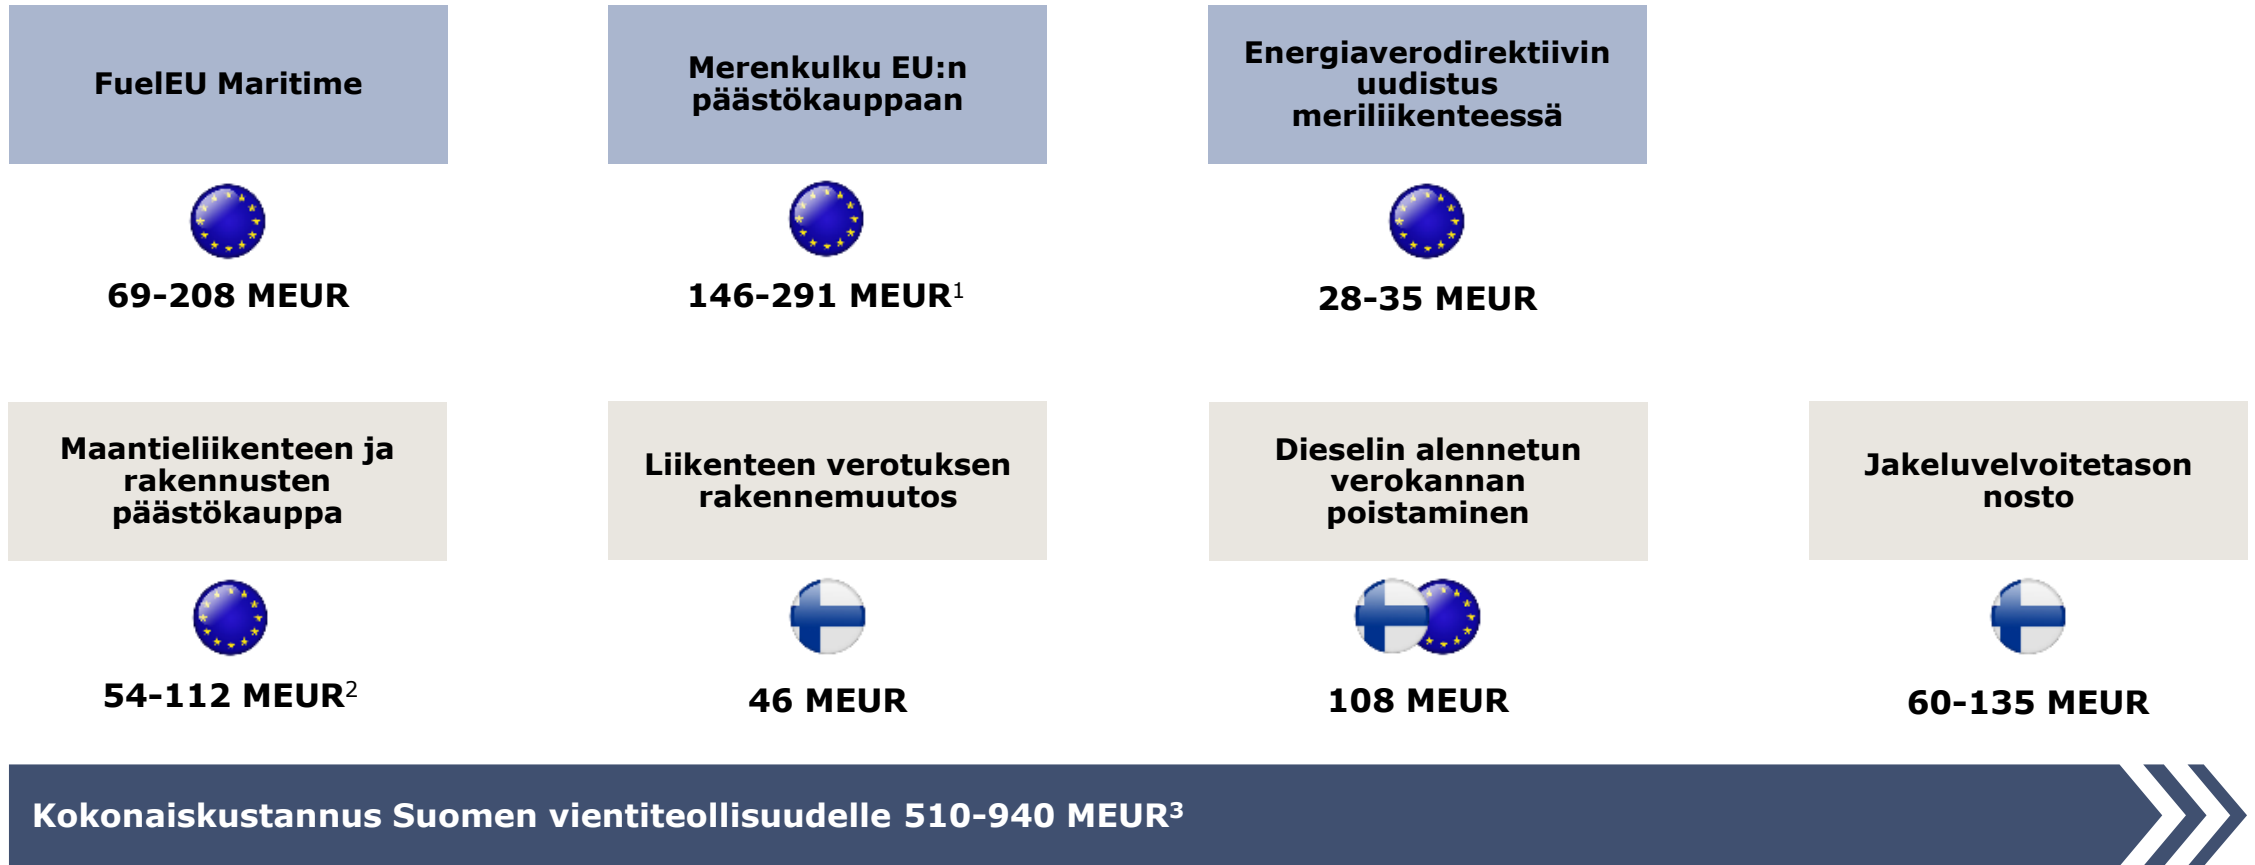 FuelEU Maritime
Merenkulku EU:n
päästökauppaan
Energiaverodirektiivin
uudistus
meriliikenteessä
69-208 MEUR
146-291 MEUR¹
28-35 MEUR
Maantieliikenteen ja
rakennusten
päästökauppa
Liikenteen verotuksen
rakennemuutos
Dieselin alennetun
verokannan
poistaminen
Jakeluvelvoitetason
nosto
54-112 MEUR²
46 MEUR
108 MEUR
60-135 MEUR
Kokonaiskustannus Suomen vientiteollisuudelle 510-940 MEUR³